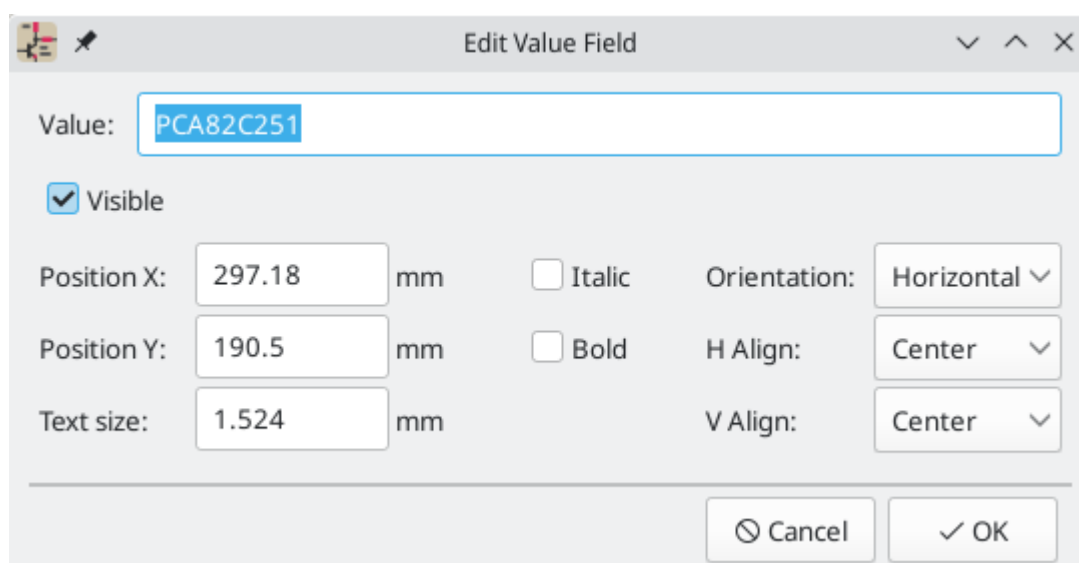 Edit Value Field
Value: PCA82C251
Visible
Position X: 297.18 mm Italic Orientation: Horizontal
Position Y: 190.5 mm Bold H Align: Center
Text size: 1.524 mm V Align: Center
Cancel OK